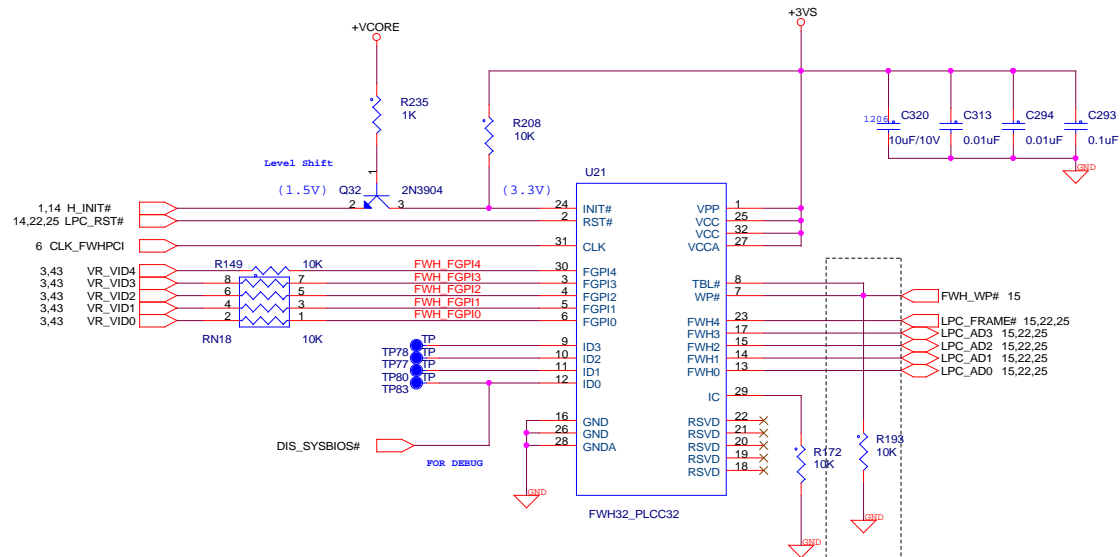 +3VS
+VCORE
R235
1K
R208
10K
1206
C320
10uF/10V
C313
0.01uF
C294
0.01uF
C293
0.1uF
GND
Level Shift
(1.5V)
Q32
1
2
3
2N3904
(3.3V)
U21
1,14 H_INIT#
24
INIT#
VPP
1
14,22,25 LPC_RST#
2
RST#
VCC
25
VCC
32
6 CLK_FWHPCI
31
CLK
VCCA
27
3,43 VR_VID4
R149
10K
FWH_FGPI4
30
FGPI4
3,43 VR_VID3
8
7
FWH_FGPI3
3
FGPI3
TBL#
8
3,43 VR_VID2
6
5
FWH_FGPI2
4
FGPI2
WP#
7
FWH_WP# 15
3,43 VR_VID1
4
3
FWH_FGPI1
5
FGPI1
3,43 VR_VID0
2
1
FWH_FGPI0
6
FGPI0
FWH4
23
LPC_FRAME# 15,22,25
RN18
10K
FWH3
17
LPC_AD3 15,22,25
TP
9
ID3
FWH2
15
LPC_AD2 15,22,25
TP78
TP
10
ID2
FWH1
14
LPC_AD1 15,22,25
TP77
TP
11
ID1
FWH0
13
LPC_AD0 15,22,25
TP80
TP
12
ID0
TP83
IC
29
16
GND
RSVD
22
26
GND
RSVD
21
28
GNDA
RSVD
20
RSVD
19
RSVD
18
DIS_SYSBIOS#
FOR DEBUG
R172
10K
R193
10K
GND
GND
GND
FWH32_PLCC32